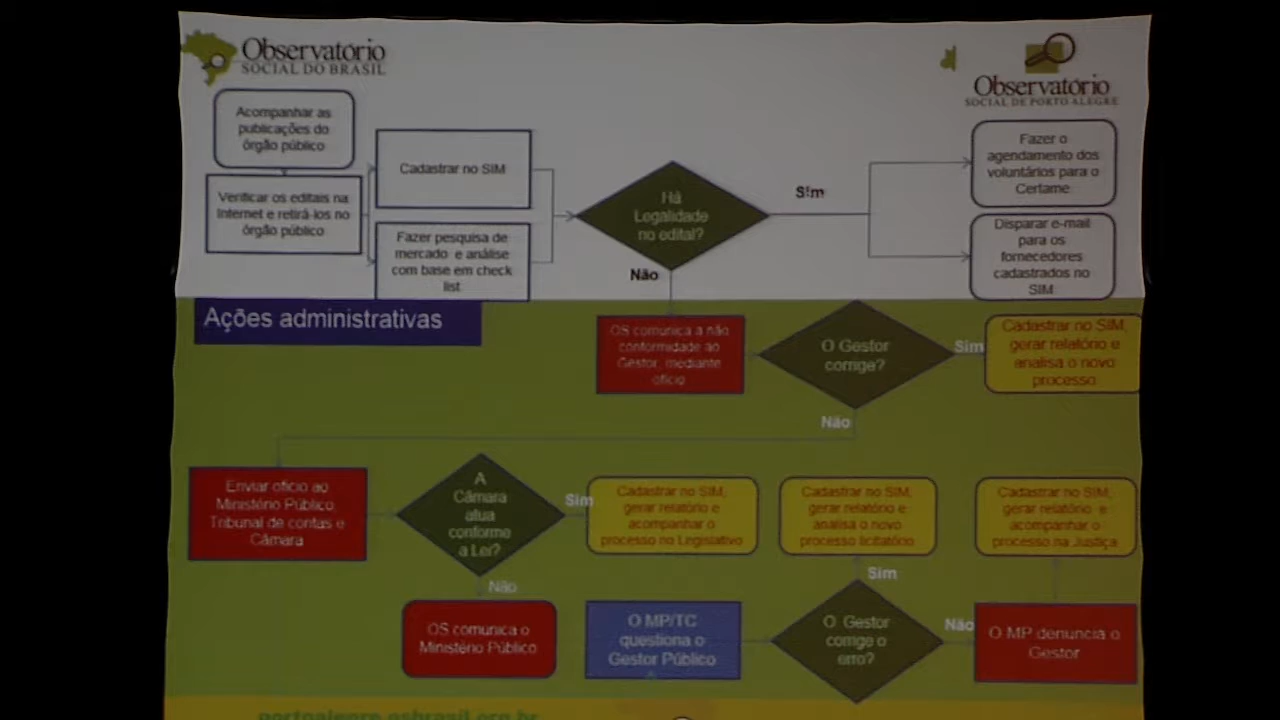 Observatório
SOCIAL DO BRASIL
Observatório
SOCIAL DE PORTO ALEGRE
Acompanhar as
publicações do
órgão público
Verificar os editais na
Internet e retirá-los no
órgão público
Cadastrar no SIM
Fazer pesquisa de
mercado e análise
com base em check
list
Há
Legalidade
no edital?
Sim
Não
Fazer o
agendamento dos
voluntários para o
Certame
Disparar e-mail
para os
fornecedores
cadastrados no
SIM
Ações administrativas
OS comunica a não
conformidade ao
Gestor, mediante
ofício
O Gestor
corrige?
Sim
Cadastrar no SIM,
gerar relatório e
analisa o novo
processo
Não
Enviar ofício ao
Ministério Público,
Tribunal de contas e
Câmara
A
Câmara
atua
conforme
a Lei?
Sim
Cadastrar no SIM,
gerar relatório e
acompanhar o
processo no Legislativo
Cadastrar no SIM,
gerar relatório e
analisa o novo
processo licitatório
Cadastrar no SIM,
gerar relatório e
acompanhar o
processo na Justiça
Não
Sim
OS comunica o
Ministério Público
O MP/TC
questiona o
Gestor Público
O Gestor
corrige o
erro?
Não
O MP denuncia o
Gestor
portoalegre.osbrasil.org.br